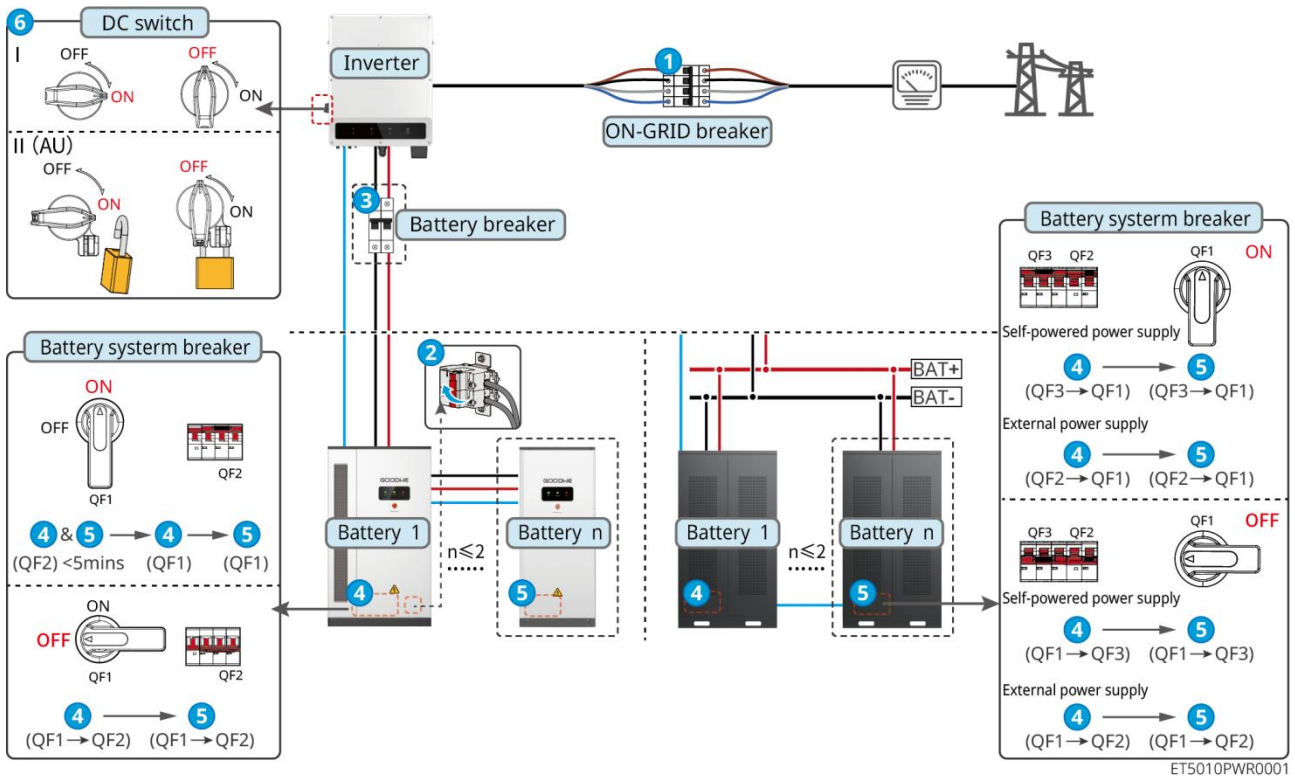 6
DC switch
I
OFF
ON
OFF
ON
II (AU)
OFF
ON
OFF
ON
Inverter
1
ON-GRID breaker
3
Battery breaker
2
BAT+
BAT-
Battery systerm breaker
ON
OFF
QF1
QF2
4 & 5 4 5
(QF2) <5mins (QF1) (QF1)
ON
OFF
QF1
QF2
4 5
(QF1→QF2) (QF1→QF2)
GOODWE
Battery 1
4
n≤2
GOODWE
Battery n
5
Battery 1
4
n≤2
Battery n
5
Battery systerm breaker
QF3 QF2
QF1
ON
Self-powered power supply
4 5
(QF3→QF1) (QF3→QF1)
External power supply
4 5
(QF2→QF1) (QF2→QF1)
QF3 QF2
QF1
OFF
Self-powered power supply
4 5
(QF1→QF3) (QF1→QF3)
External power supply
4 5
(QF1→QF2) (QF1→QF2)
ET5010PWR0001